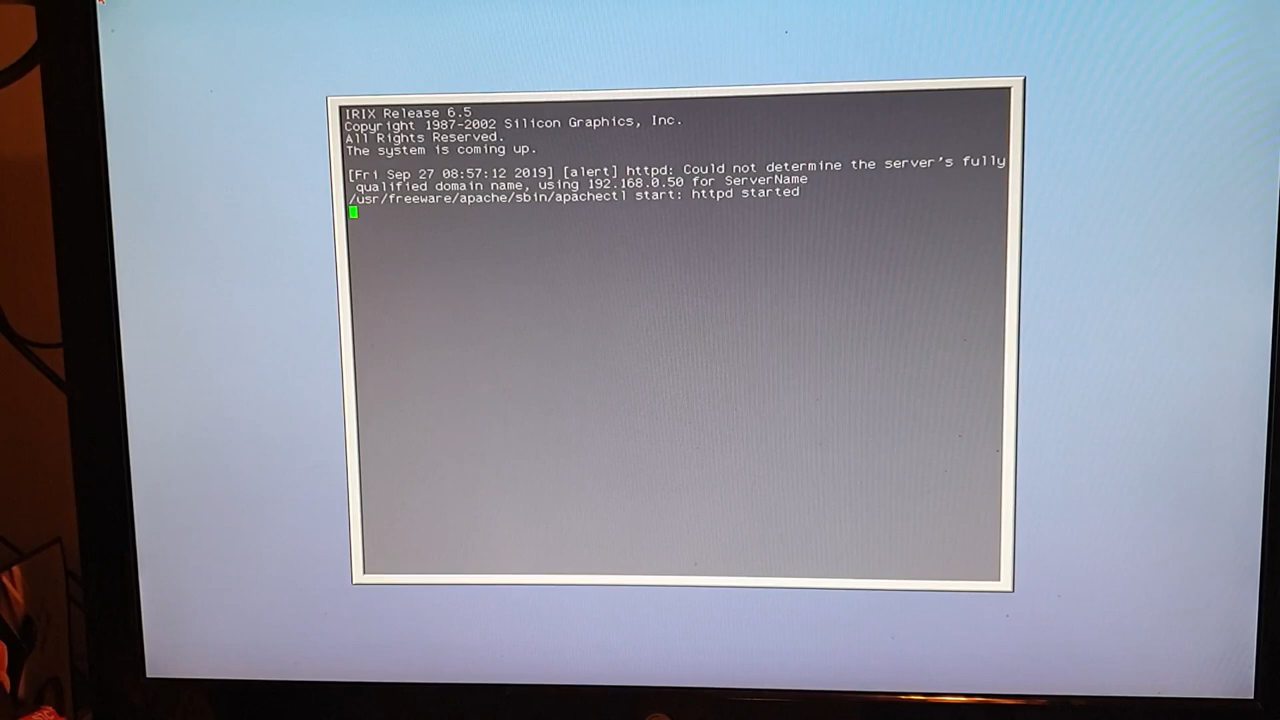 IRIX Release 6.5
Copyright 1987-2002 Silicon Graphics, Inc.
All Rights Reserved.
The system is coming up.
[Fri Sep 27 08:57:12 2019] [alert] httpd: Could not determine the server's fully
qualified domain name, using 192.168.0.50 for ServerName
/usr/freeware/apache/sbin/apachectl start: httpd started